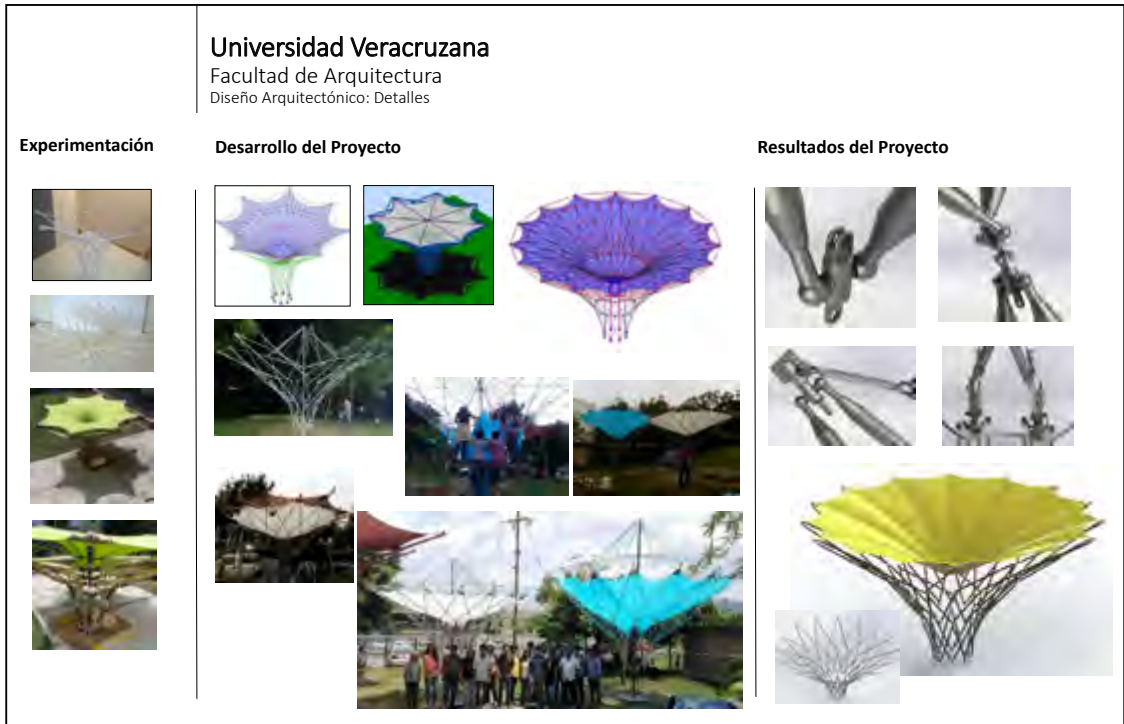 Universidad Veracruzana
Facultad de Arquitectura
Diseño Arquitectónico: Detalles
Experimentación
Desarrollo del Proyecto
Resultados del Proyecto